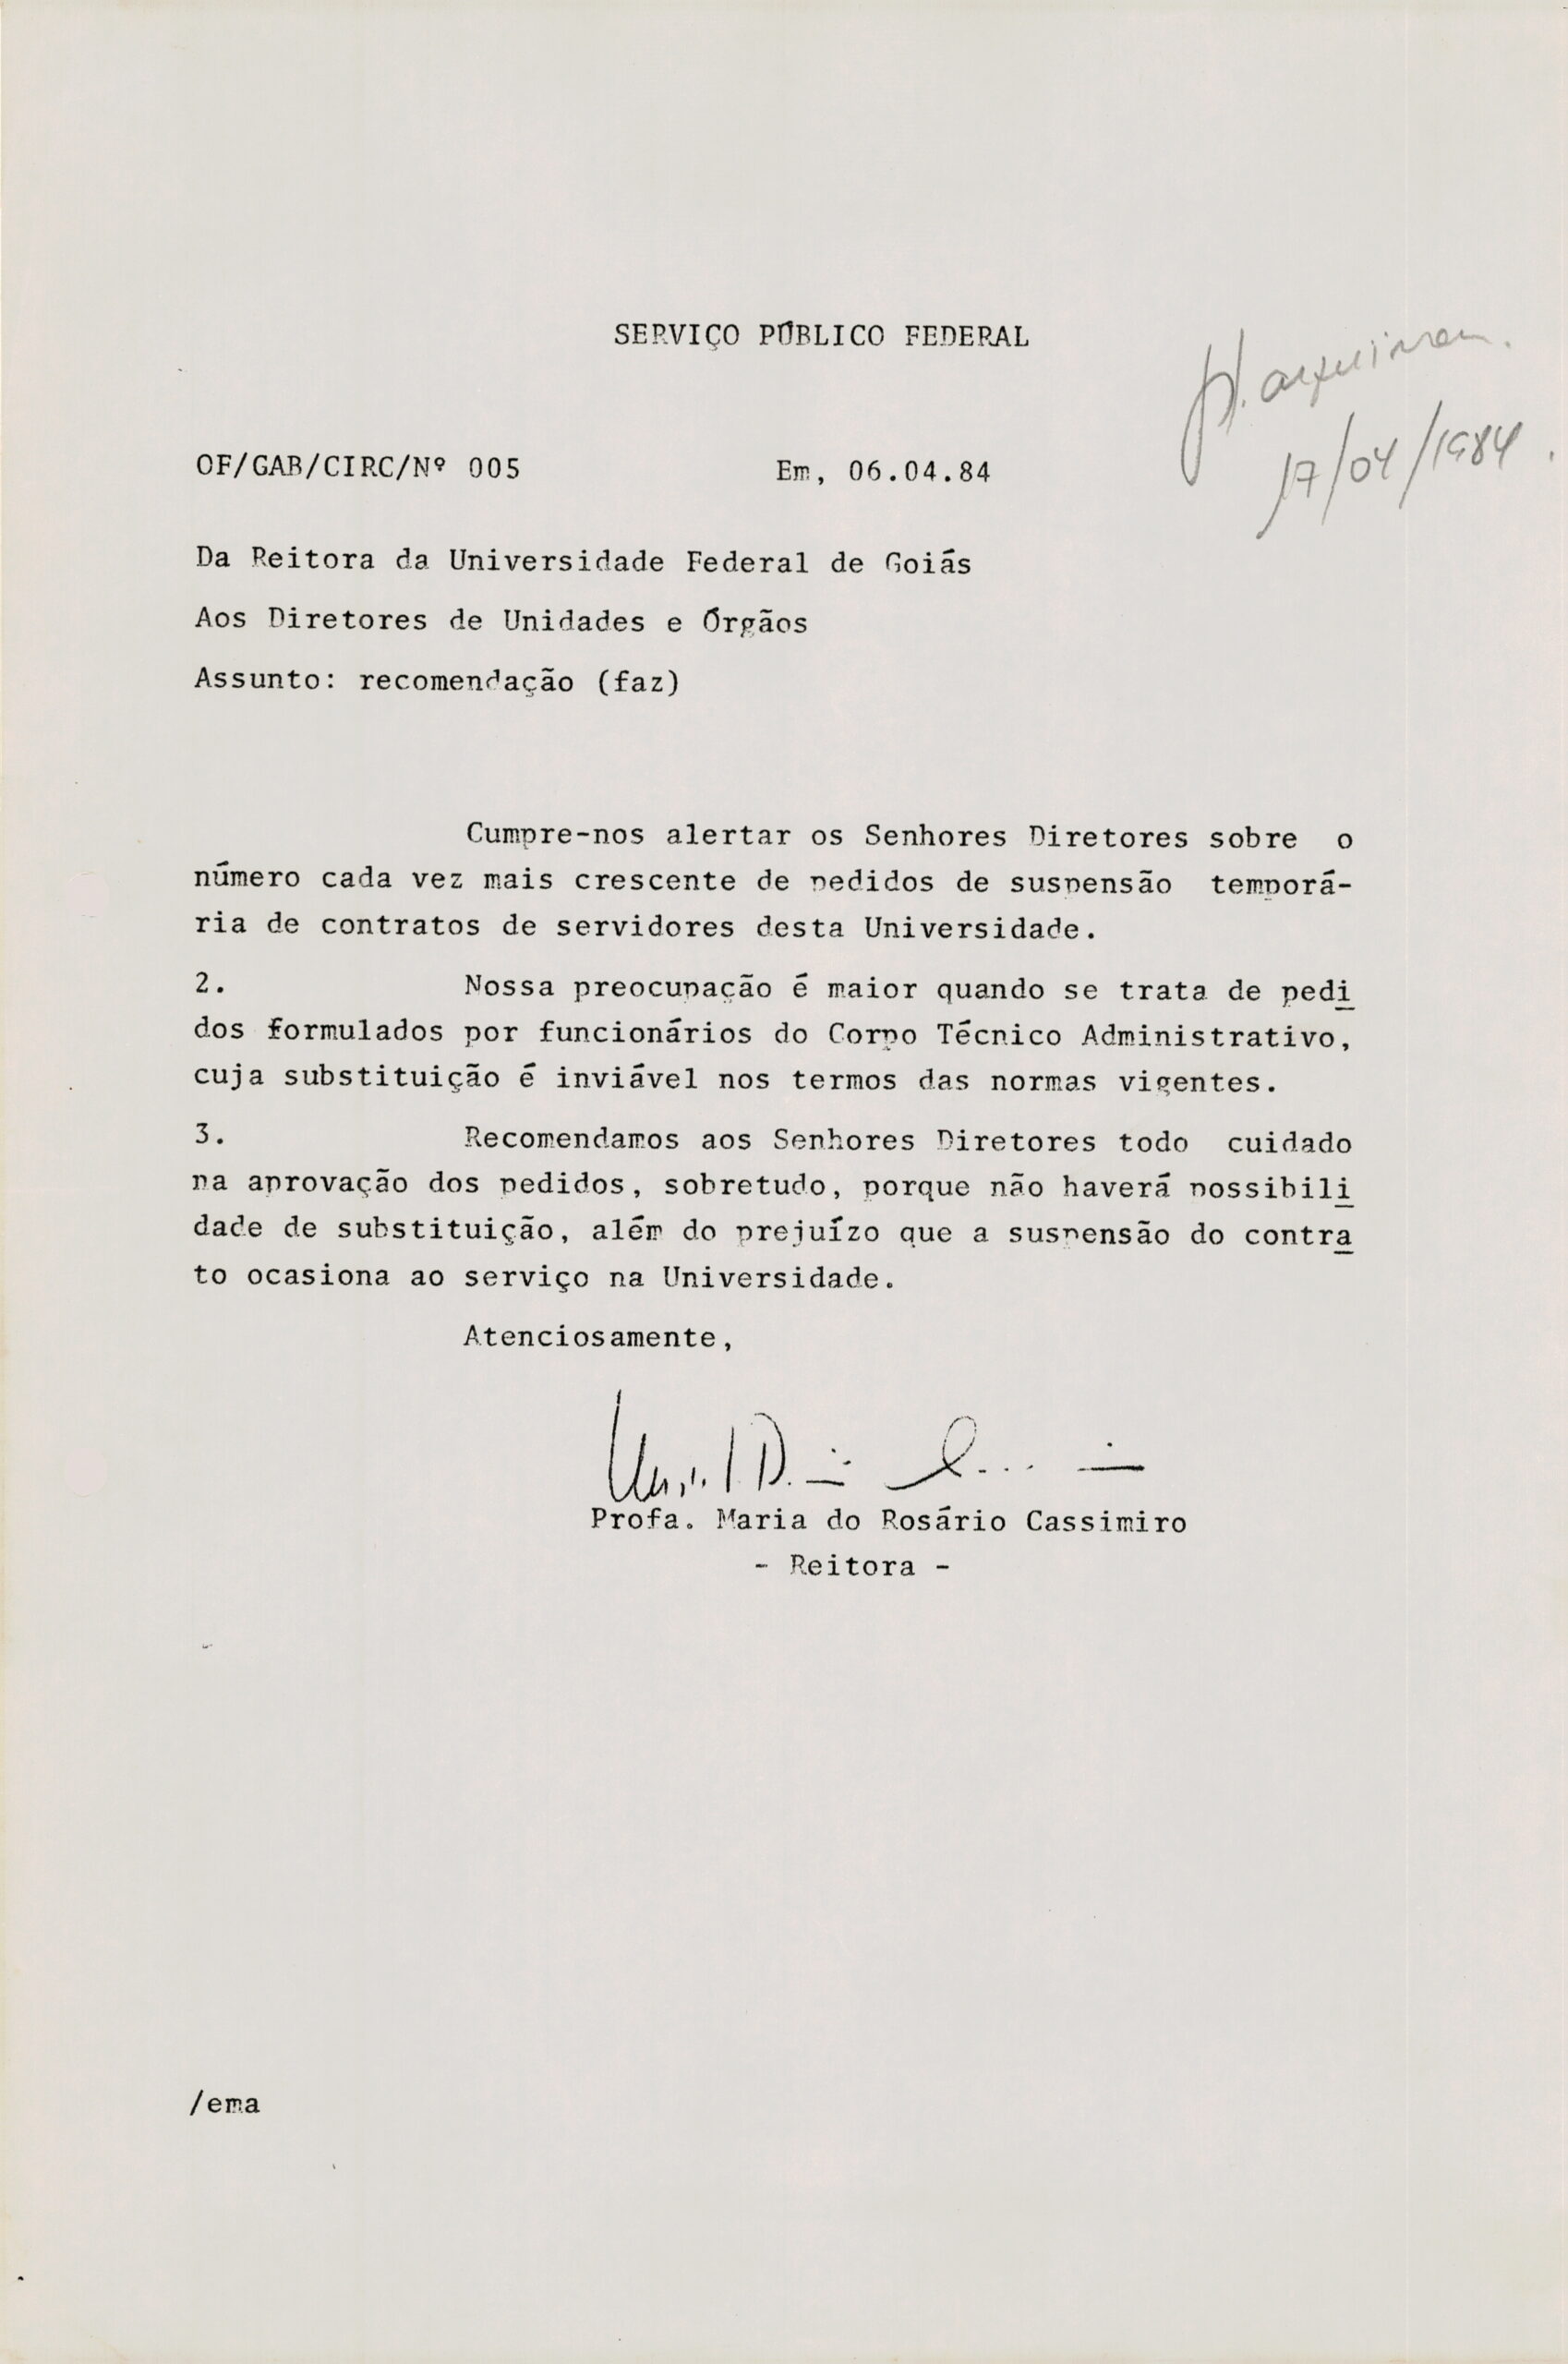 SERVIÇO PÚBLICO FEDERAL
arquivar.
17/04/1984.
OF/GAB/CIRC/Nº 005 Em, 06.04.84
Da Reitora da Universidade Federal de Goiás
Aos Diretores de Unidades e Órgãos
Assunto: recomendação (faz)
Cumpre-nos alertar os Senhores Diretores sobre o
número cada vez mais crescente de pedidos de suspensão temporá-
ria de contratos de servidores desta Universidade.
2. Nossa preocupação é maior quando se trata de pedi
dos formulados por funcionários do Corpo Técnico Administrativo,
cuja substituição é inviável nos termos das normas vigentes.
3. Recomendamos aos Senhores Diretores todo cuidado
na aprovação dos pedidos, sobretudo, porque não haverá possibili
dade de substituição, além do prejuízo que a suspensão do contra
to ocasiona ao serviço na Universidade.
Atenciosamente,
Profa. Maria do Rosário Cassimiro
- Reitora -
/ema